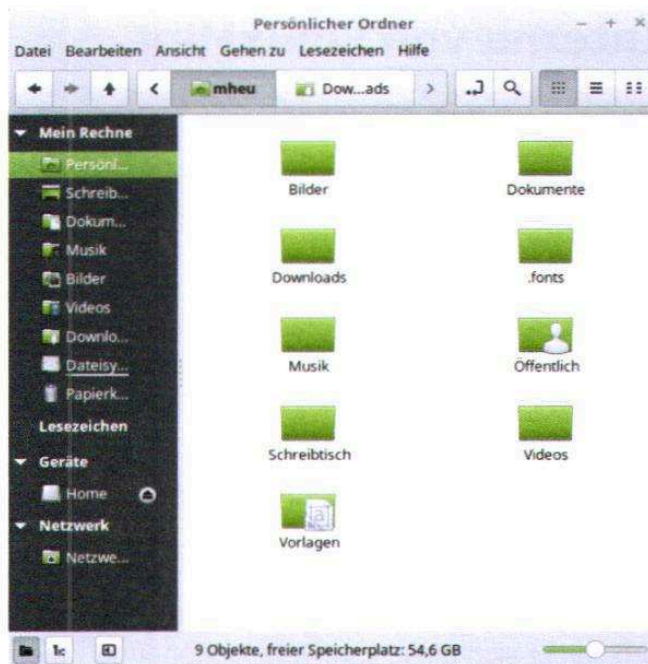 Persönlicher Ordner
Datei Bearbeiten Ansicht Gehen zu Lesezeichen Hilfe
mheu Dow...ads
Mein Rechne
Persönl...
Schreib...
Dokum...
Musik
Bilder
Videos
Downlo...
Dateisy...
Papierk...
Lesezeichen
Geräte
Home
Netzwerk
Netzwe...
Bilder Dokumente
Downloads .fonts
Musik Öffentlich
Schreibtisch Videos
Vorlagen
9 Objekte, freier Speicherplatz: 54,6 GB